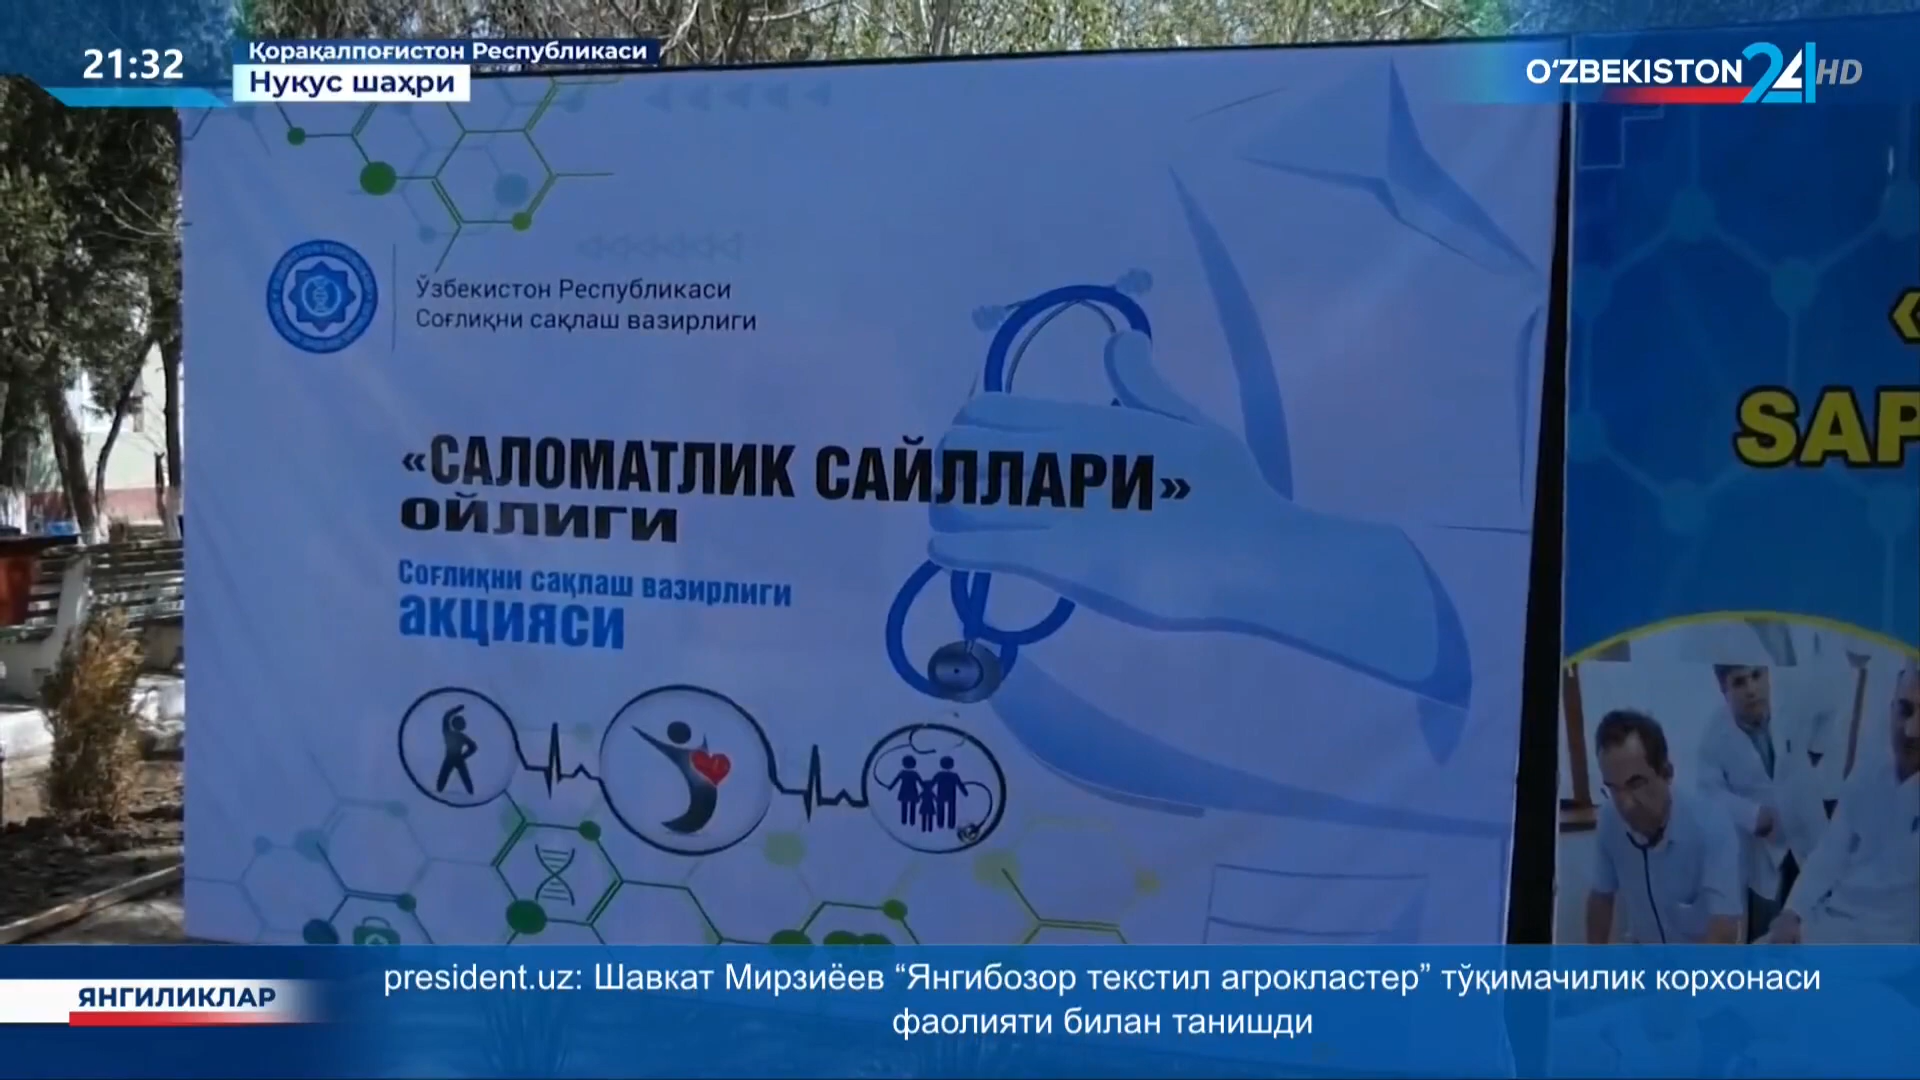 21:32
Қорақалпоғистон Республикаси
Нукус шаҳри
O‘ZBEKISTON 24 HD
Ўзбекистон Республикаси
Соғлиқни сақлаш вазирлиги
«САЛОМАТЛИК САЙЛЛАРИ»
ОЙЛИГИ
Соғлиқни сақлаш вазирлиги
акцияси
«
SAP
ЯНГИЛИКЛАР
president.uz: Шавкат Мирзиёев “Янгибозор текстил агрокластер” тўқимачилик корхонаси
фаолияти билан танишди